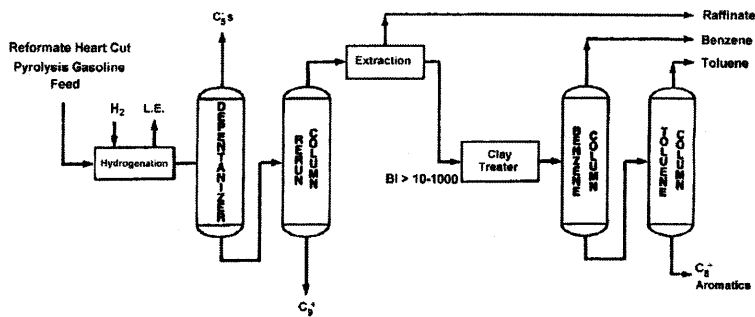 C5-s
Raffinate
Benzene
Toluene
Reformate Heart Cut
Pyrolysis Gasoline
Feed
H2
L.E.
Extraction
Hydrogenation
DEPENTANIZER
RERUN
COLUMN
Clay
Treater
BI > 10-1000
BENZENE
COLUMN
TOLUENE
COLUMN
C9+
C8+
Aromatics